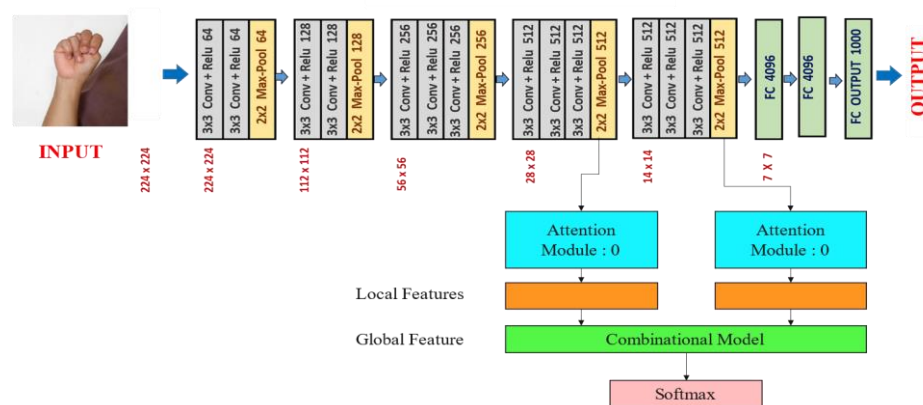 3x3 Conv + Relu 64
3x3 Conv + Relu 64
2x2 Max-Pool 64
3x3 Conv + Relu 128
3x3 Conv + Relu 128
2x2 Max-Pool 128
3x3 Conv + Relu 256
3x3 Conv + Relu 256
3x3 Conv + Relu 256
2x2 Max-Pool 256
3x3 Conv + Relu 512
3x3 Conv + Relu 512
3x3 Conv + Relu 512
2x2 Max-Pool 512
3x3 Conv + Relu 512
3x3 Conv + Relu 512
3x3 Conv + Relu 512
2x2 Max-Pool 512
FC 4096
FC 4096
FC OUTPUT 1000
OUTPUT
INPUT
224 x 224
224 x 224
112 x 112
56 x 56
28 x 28
14 x 14
7 X 7
Attention
Module : 0
Attention
Module : 0
Local Features
Global Feature
Combinational Model
Softmax